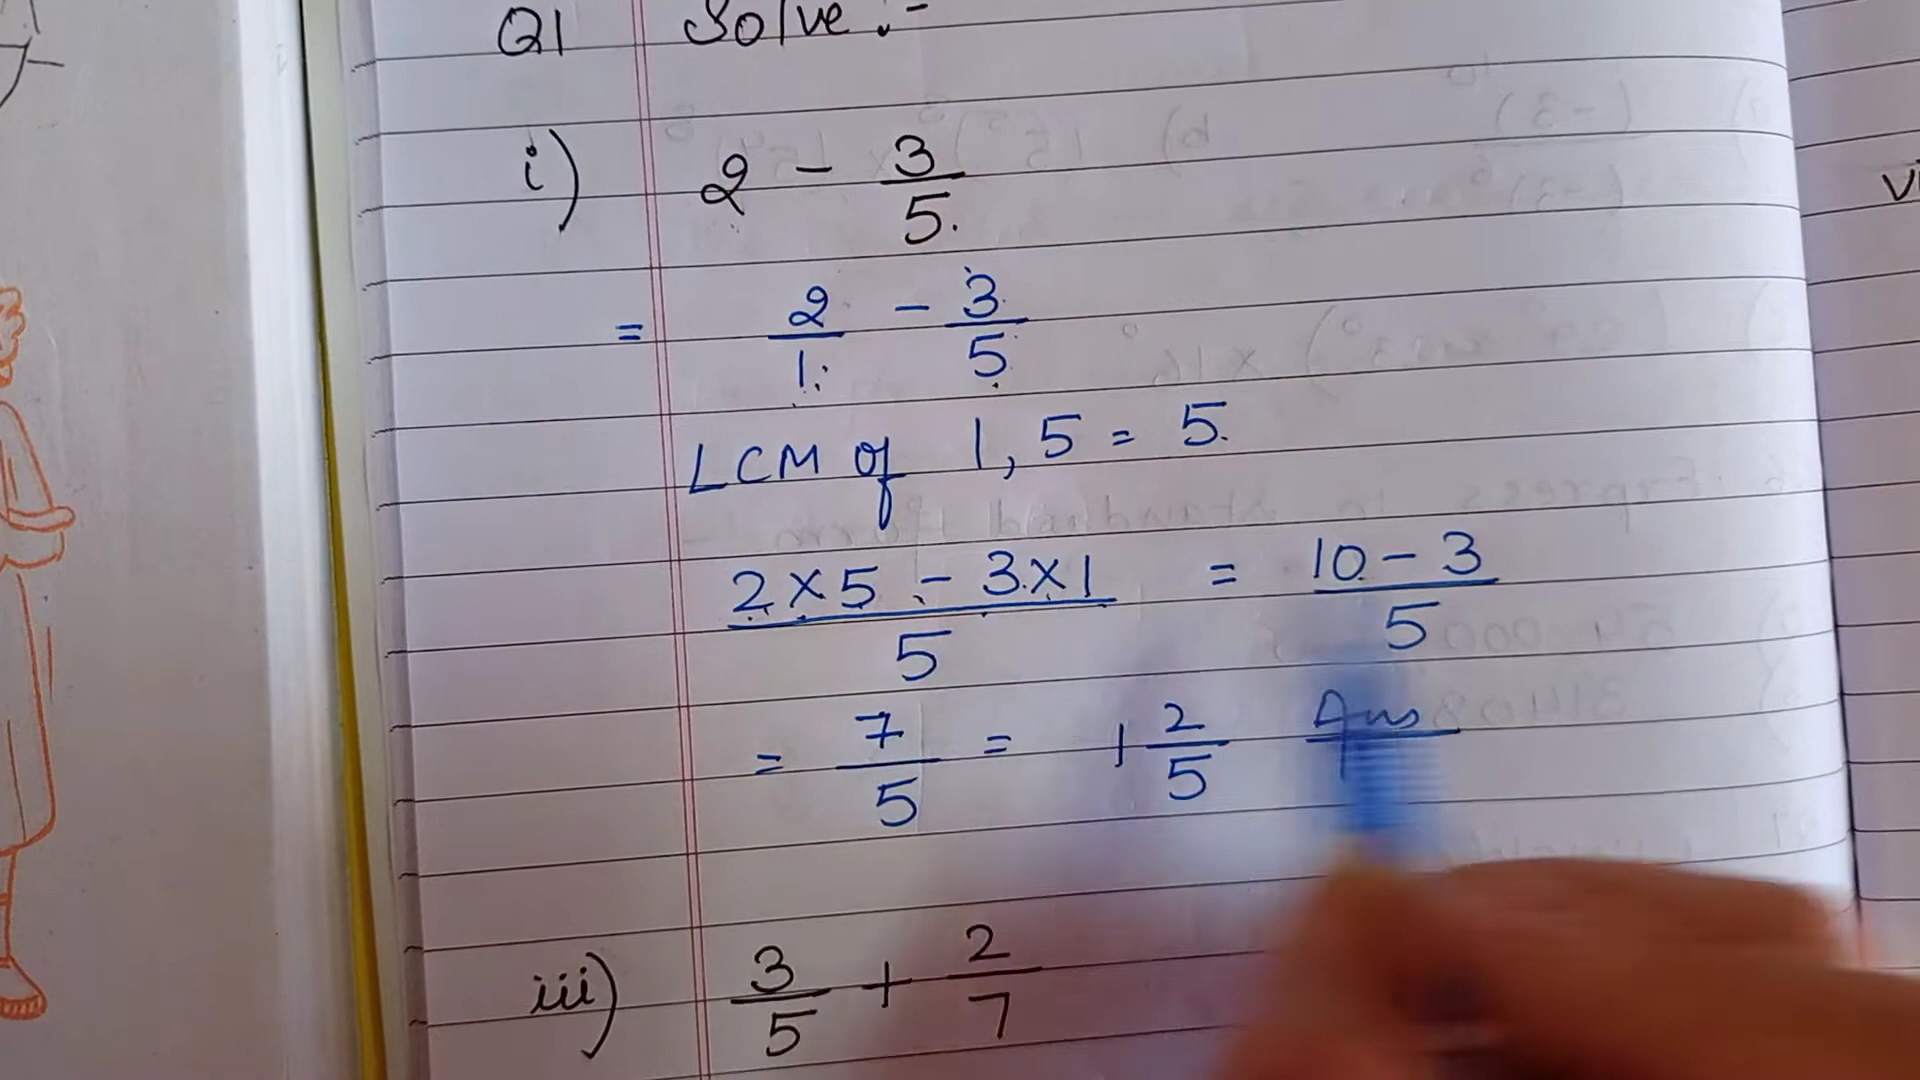 Q1 Solve :-
i) 2 - 3/5
= 2/1 - 3/5
LCM of 1, 5 = 5
2×5 - 3×1/5 = 10-3/5
= 7/5 = 1 2/5 Ans
iii) 3/5 + 2/7